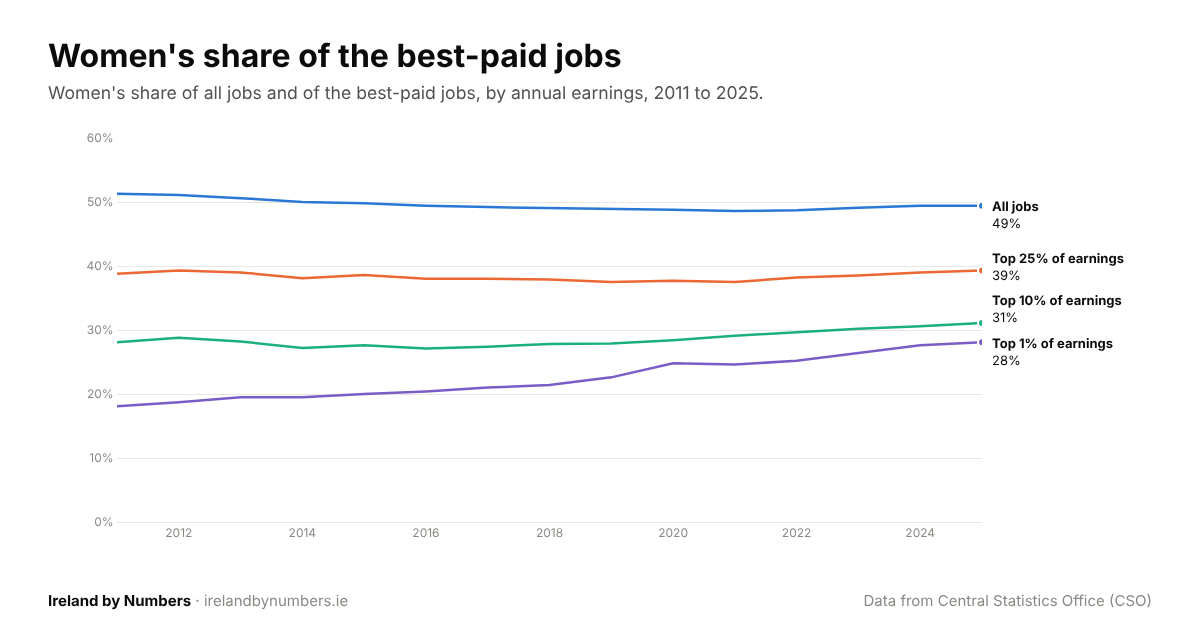 Women's share of the best-paid jobs
Women's share of all jobs and of the best-paid jobs, by annual earnings, 2011 to 2025.
60%
50%
40%
30%
20%
10%
0%
2012
2014
2016
2018
2020
2022
2024
All jobs
49%
Top 25% of earnings
39%
Top 10% of earnings
31%
Top 1% of earnings
28%
Ireland by Numbers · irelandbynumbers.ie
Data from Central Statistics Office (CSO)